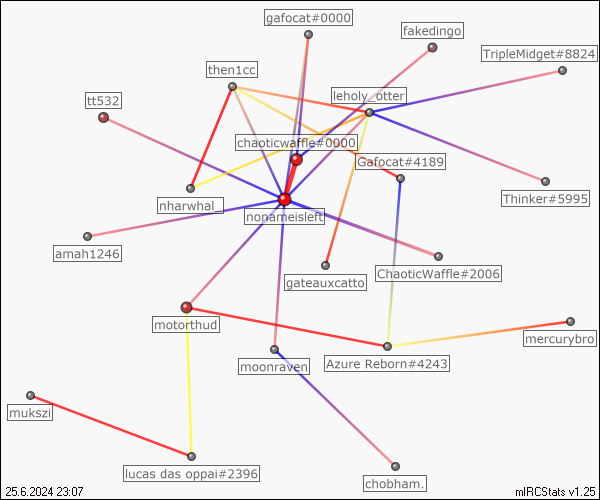 gafocat#0000
fakedingo
TripleMidget#8824
then1cc
leholy_otter
tt532
chaoticwaffle#0000
Gafocat#4189
Thinker#5995
nharwhal_
nonameisleft
amah1246
ChaoticWaffle#2006
gateauxcatto
motorthud
mercurybro
moonraven
Azure Reborn#4243
mukszi
lucas das oppai#2396
chobham.
25.6.2024 23:07
mIRCStats v1.25